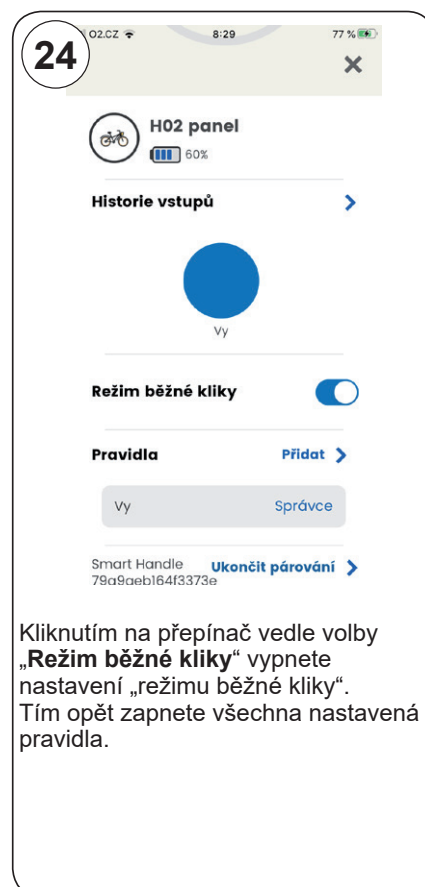 24
O2.CZ 8:29 77 %
H02 panel
60%
Historie vstupů
Vy
Režim běžné kliky
Pravidla Přidat
Vy Správce
Smart Handle Ukončit párování
79a9aeb164f3373e
Kliknutím na přepínač vedle volby
„Režim běžné kliky“ vypnete
nastavení „režimu běžné kliky“.
Tím opět zapnete všechna nastavená
pravidla.